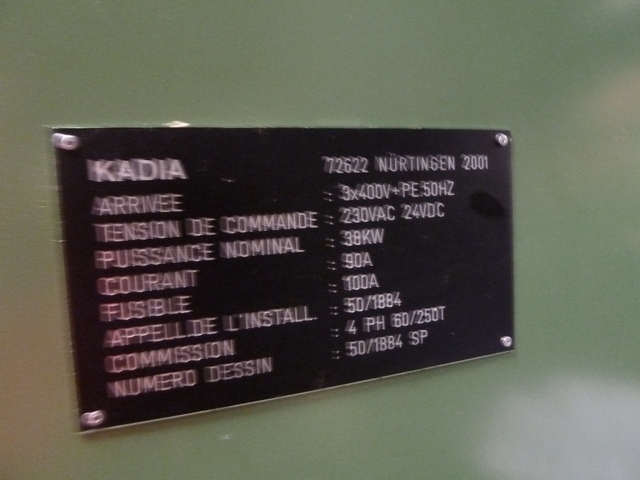 KADIA 72622 NÜRTINGEN 2001
ARRIVEE : 3x400V+PE 50HZ
TENSION DE COMMANDE : 230VAC 24VDC
PUISSANCE NOMINAL : 38KW
COURANT : 90A
FUSIBLE : 100A
APPELL.DE L'INSTALL. : 50/1884
COMMISSION : 4 PH 60/250T
NUMERO DESSIN : 50/1884 SP